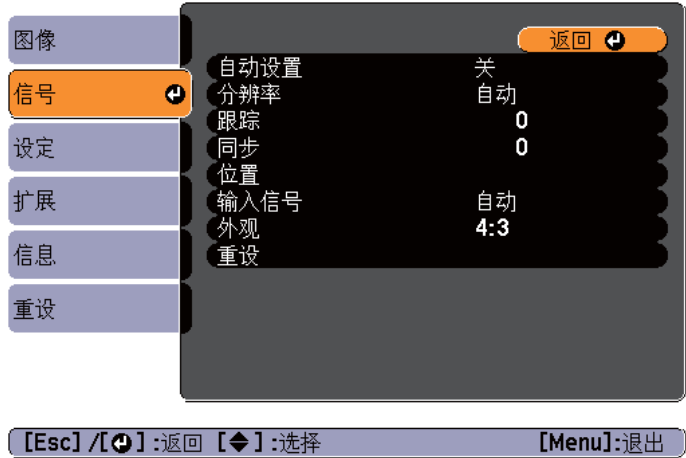 图像
信号
设定
扩展
信息
重设
返回
自动设置 关
分辨率 自动
跟踪 0
同步 0
位置
输入信号 自动
外观 4:3
重设
[Esc] /[ ] :返回 [ ] :选择 [Menu]:退出